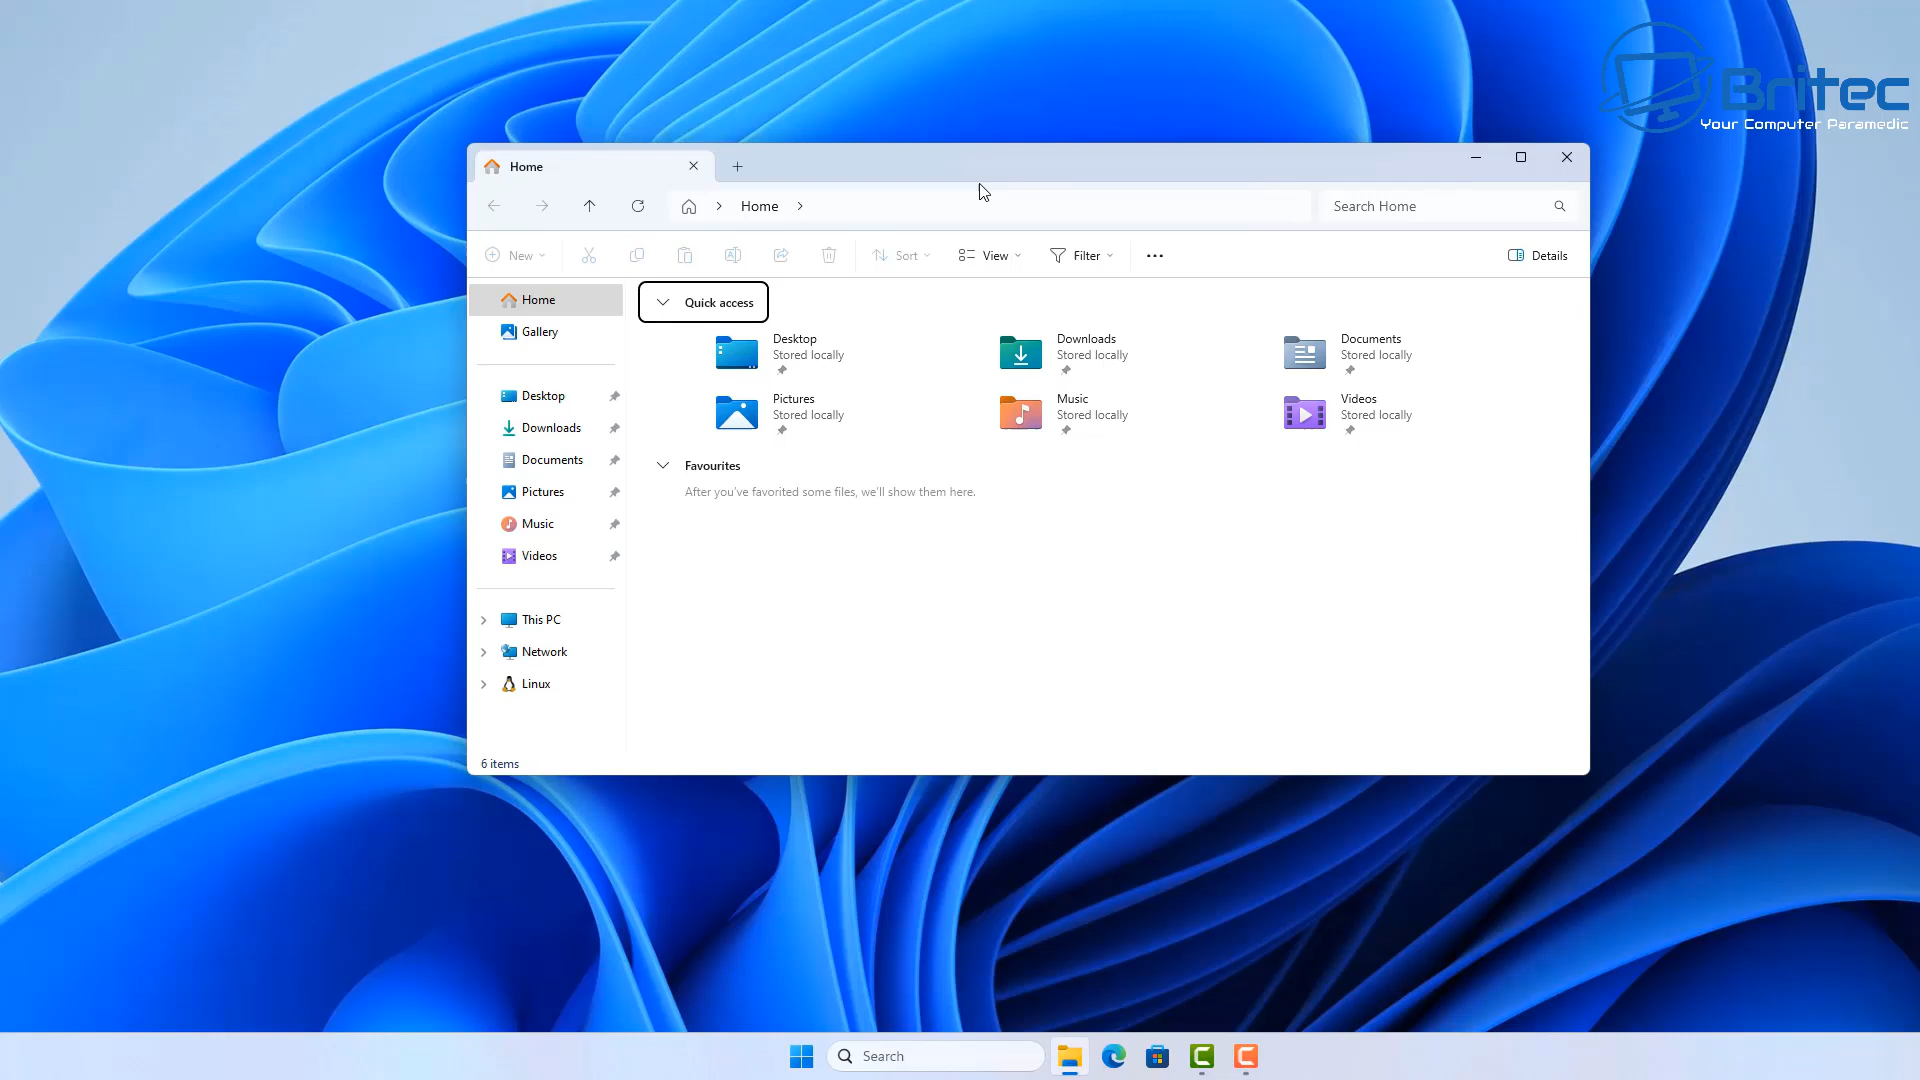 Britec
Your Computer Paramedic
Home
Home
Search Home
New
Sort
View
Filter
Details
Home
Gallery
Desktop
Downloads
Documents
Pictures
Music
Videos
This PC
Network
Linux
Quick access
Desktop
Stored locally
Downloads
Stored locally
Documents
Stored locally
Pictures
Stored locally
Music
Stored locally
Videos
Stored locally
Favourites
After you've favorited some files, we'll show them here.
6 items
Search